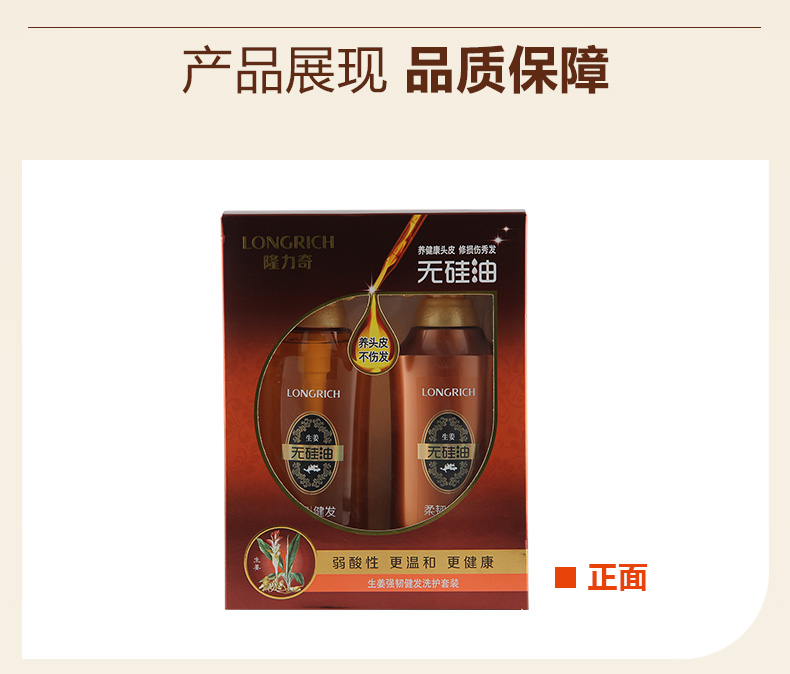 产品展现 品质保障
LONGRICH
隆力奇
养健康头皮 修损伤秀发
无硅油
养头皮
不伤发
LONGRICH
生姜
无硅油
健发
LONGRICH
生姜
无硅油
柔韧
生姜
弱酸性 更温和 更健康
生姜强韧健发洗护套装
正面